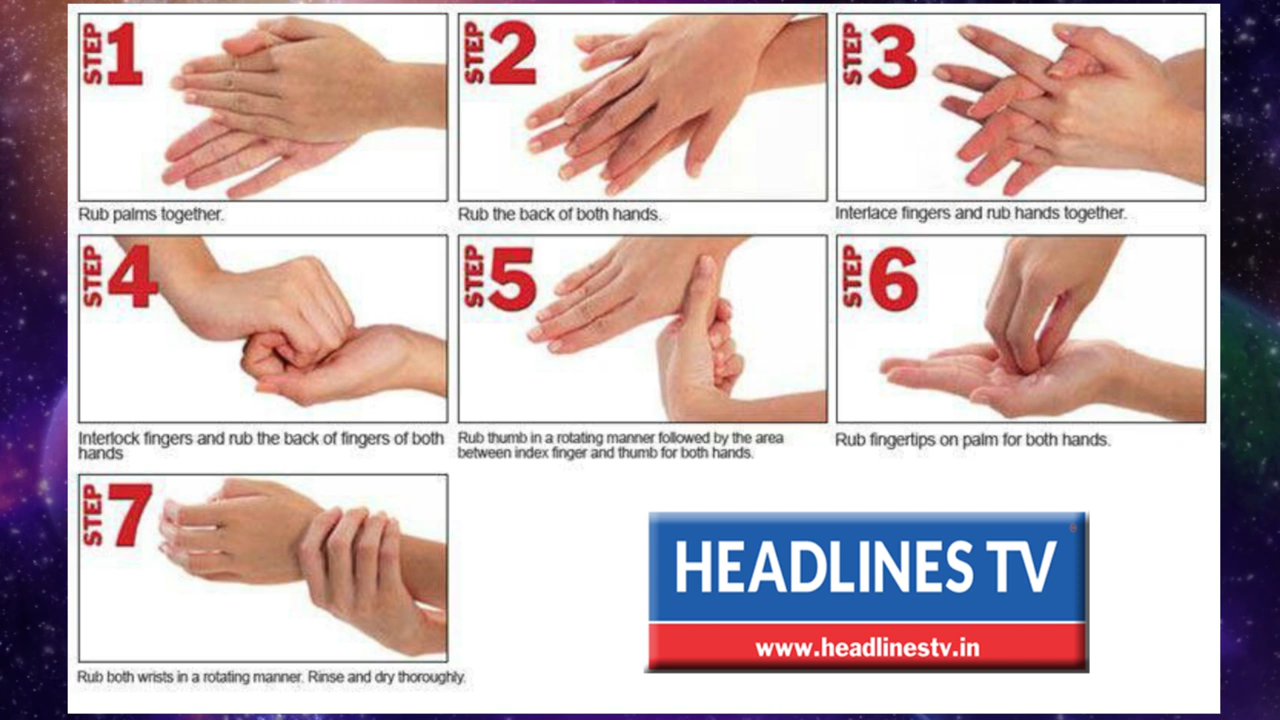 STEP 1
Rub palms together.
STEP 2
Rub the back of both hands.
STEP 3
Interlace fingers and rub hands together.
STEP 4
Interlock fingers and rub the back of fingers of both
hands
STEP 5
Rub thumb in a rotating manner followed by the area
between index finger and thumb for both hands.
STEP 6
Rub fingertips on palm for both hands.
STEP 7
Rub both wrists in a rotating manner. Rinse and dry thoroughly.
HEADLINES TV
www.headlinestv.in